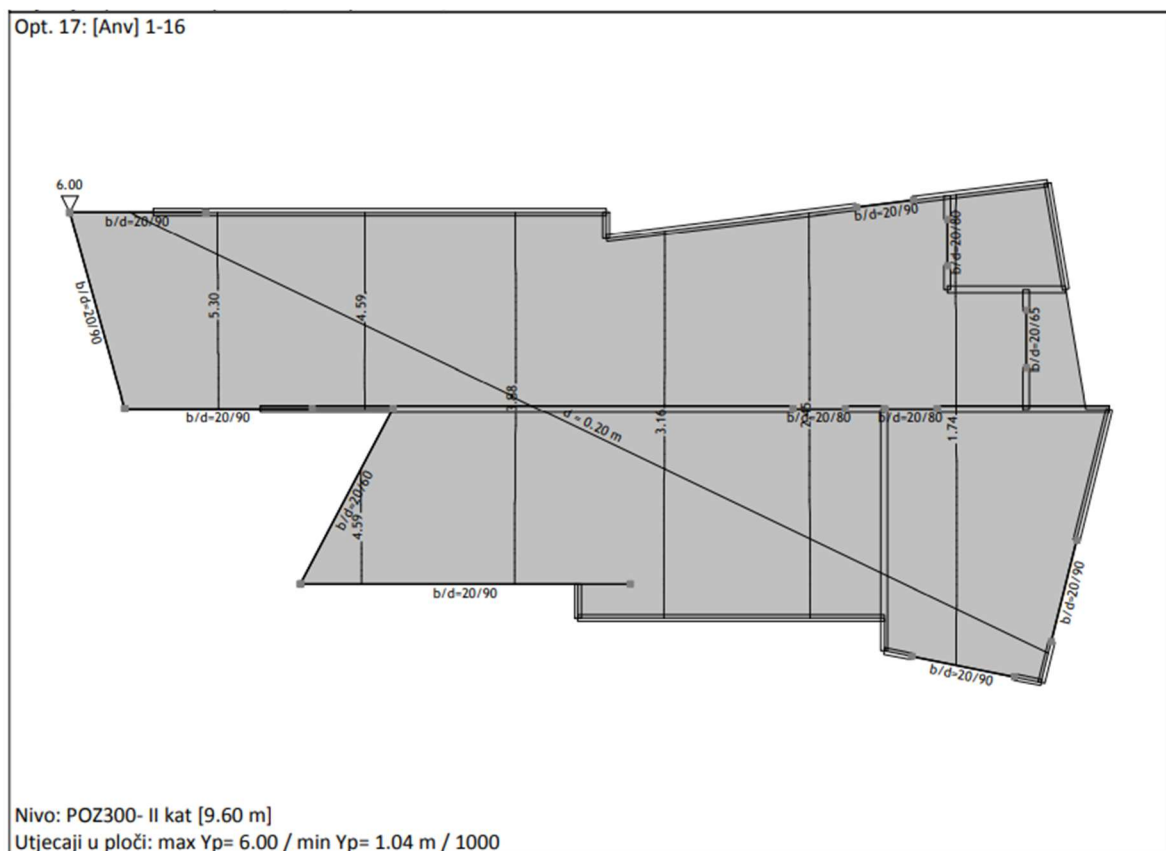 Opt. 17: [Anv] 1-16
6.00
b/d=20/90
b/d=20/90
b/d=20/80
b/d=20/90
5.30
4.59
b/d=20/65
3.88
3.16
1.74
b/d=20/90
d = 0.20 m
b/d=20/80
b/d=20/80
b/d=20/60
4.59
b/d=20/90
b/d=20/90
b/d=20/90
Nivo: POZ300- II kat [9.60 m]
Utjecaji u ploči: max Yp= 6.00 / min Yp= 1.04 m / 1000